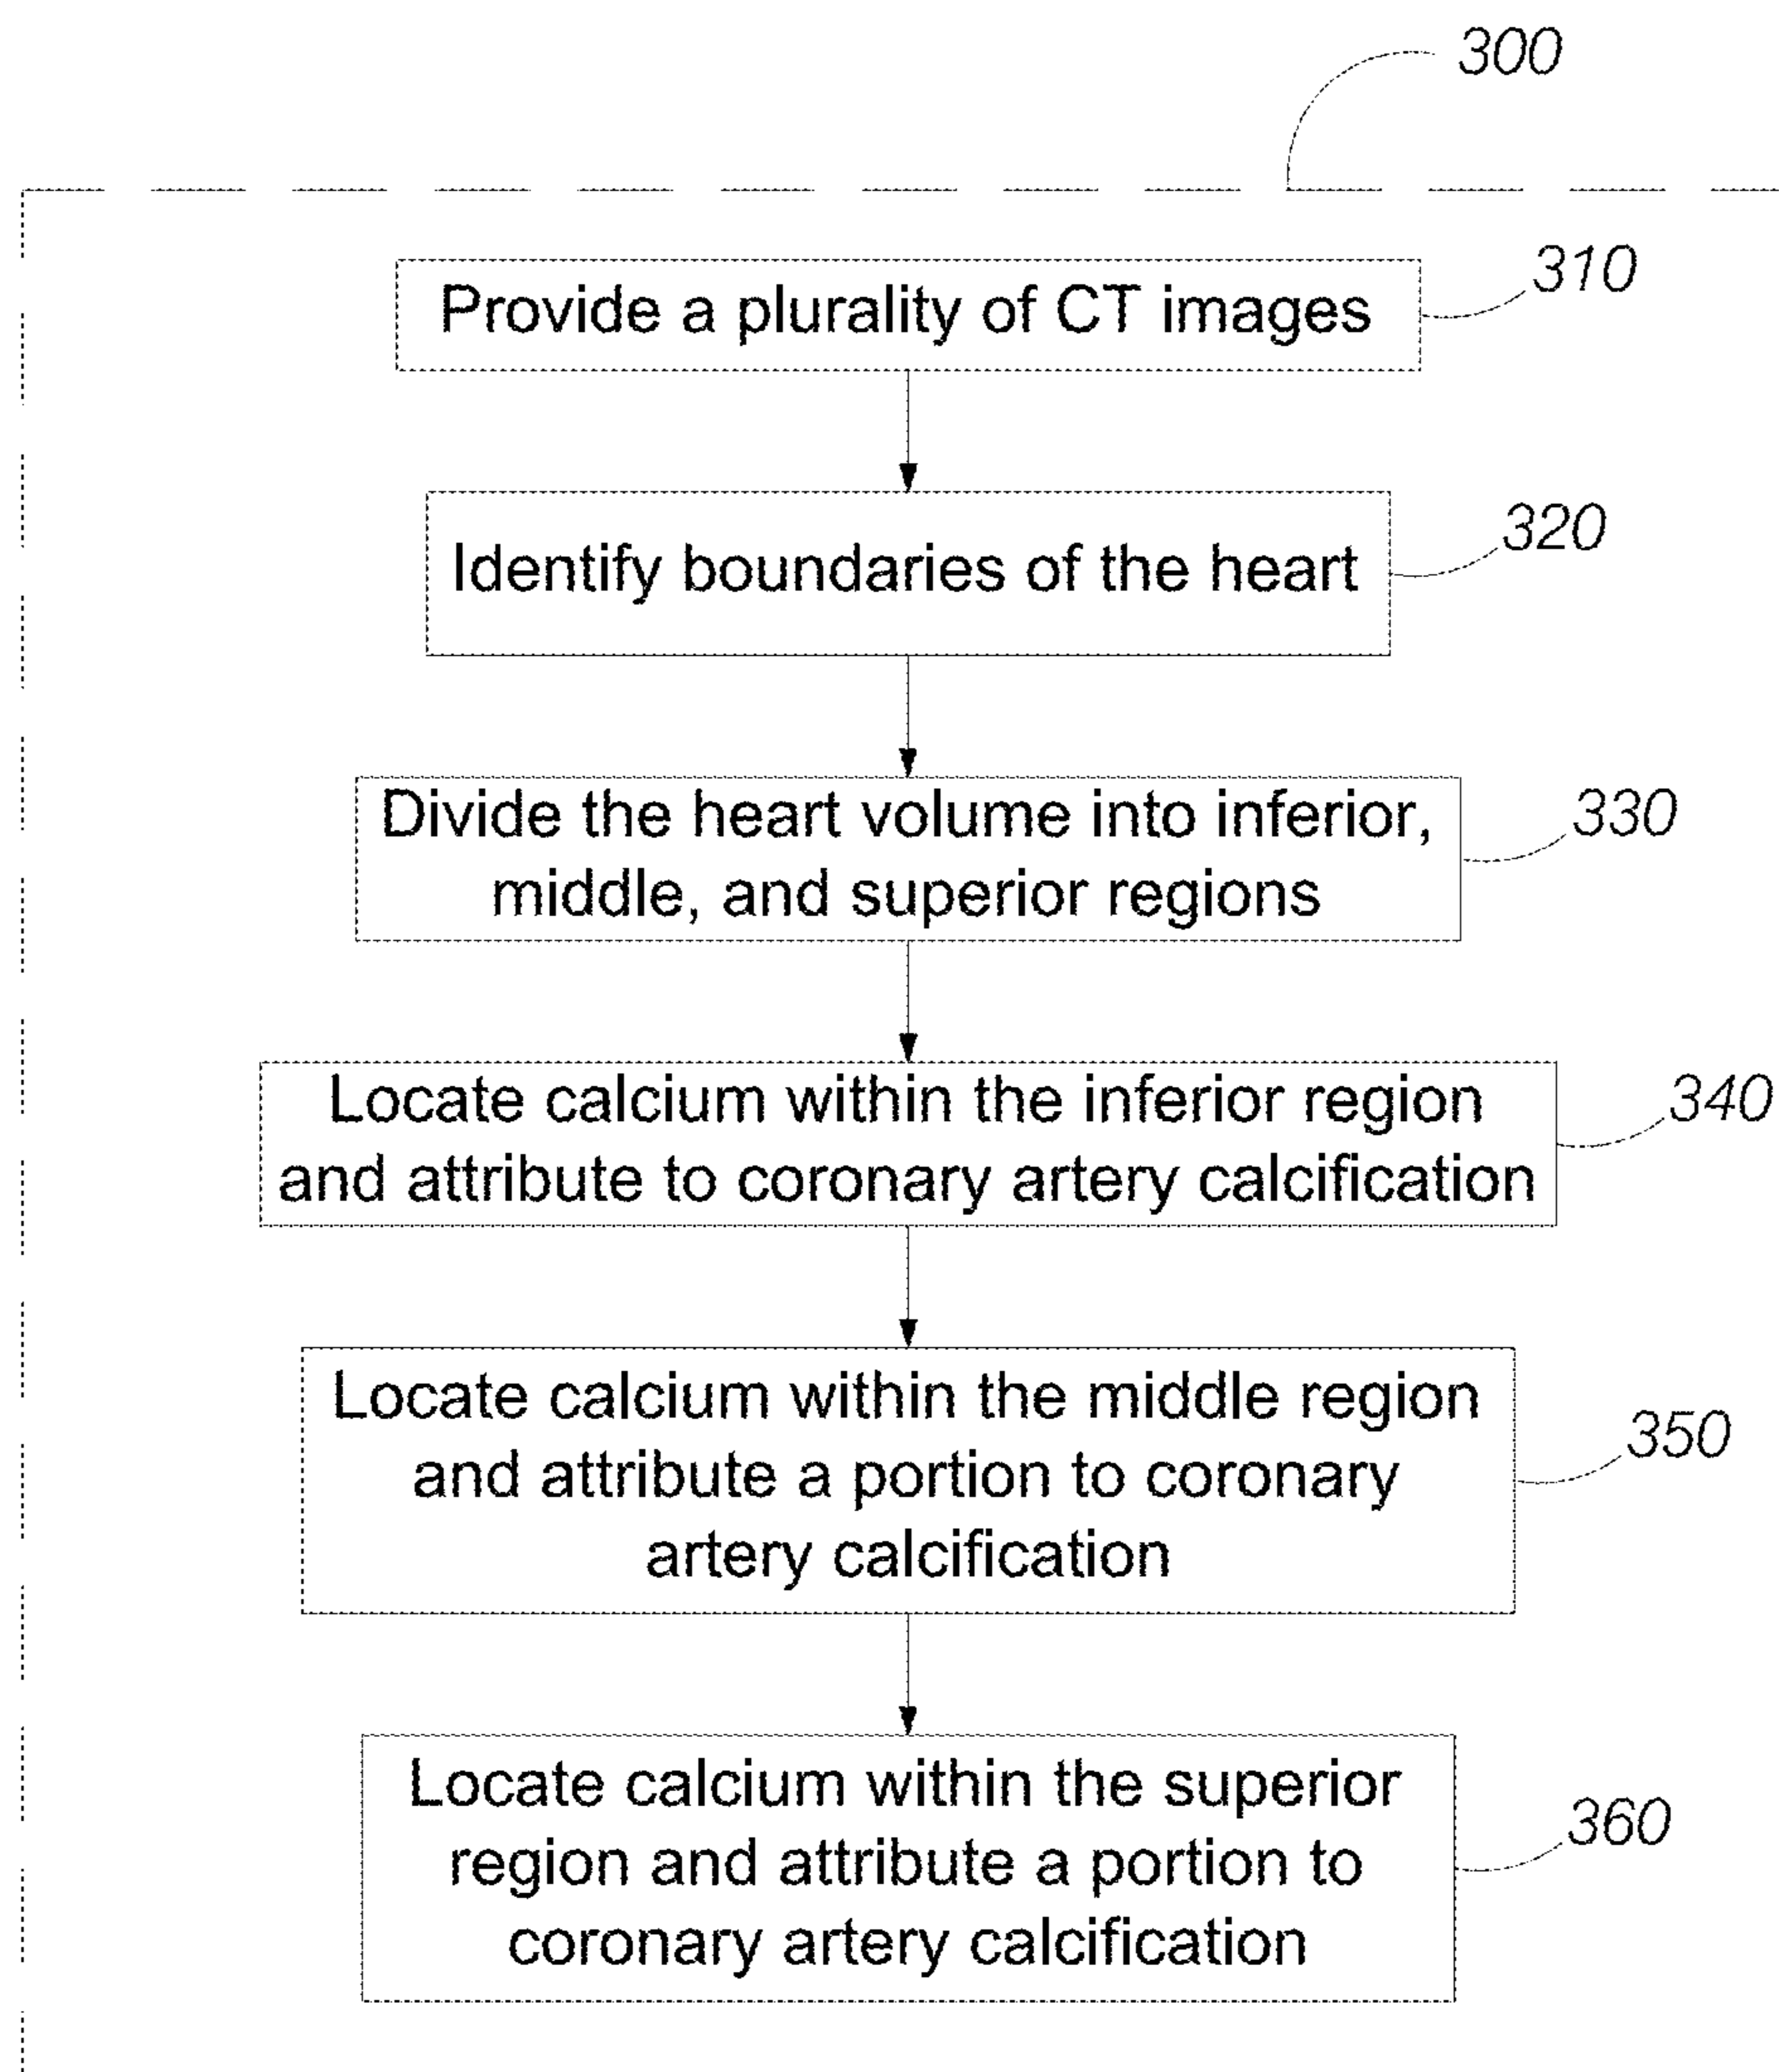 300
Provide a plurality of CT images
310
Identify boundaries of the heart
320
Divide the heart volume into inferior,
middle, and superior regions
330
Locate calcium within the inferior region
and attribute to coronary artery calcification
340
Locate calcium within the middle region
and attribute a portion to coronary
artery calcification
350
Locate calcium within the superior
region and attribute a portion to
coronary artery calcification
360